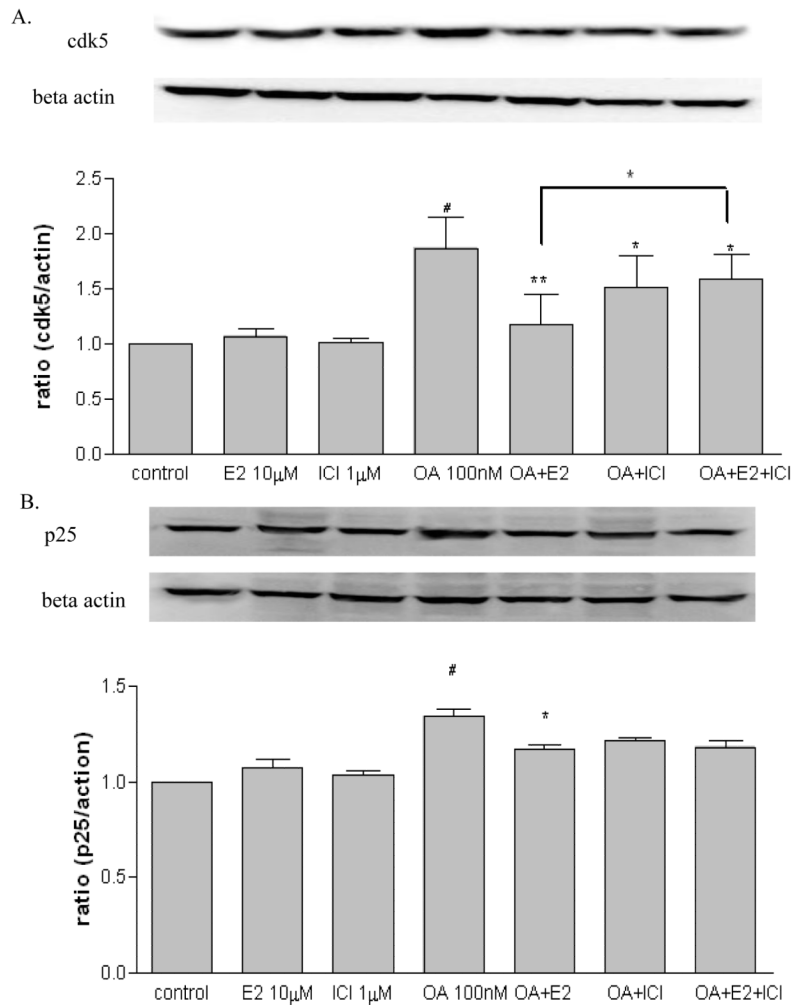 A.
cdk5
beta actin
ratio (cdk5/actin)
2.5
2.0
1.5
1.0
0.5
0.0
#
**
*
*
*
control E2 10µM ICI 1µM OA 100nM OA+E2 OA+ICI OA+E2+ICI
B.
p25
beta actin
ratio (p25/action)
1.5
1.0
0.5
0.0
#
*
control E2 10µM ICI 1µM OA 100nM OA+E2 OA+ICI OA+E2+ICI